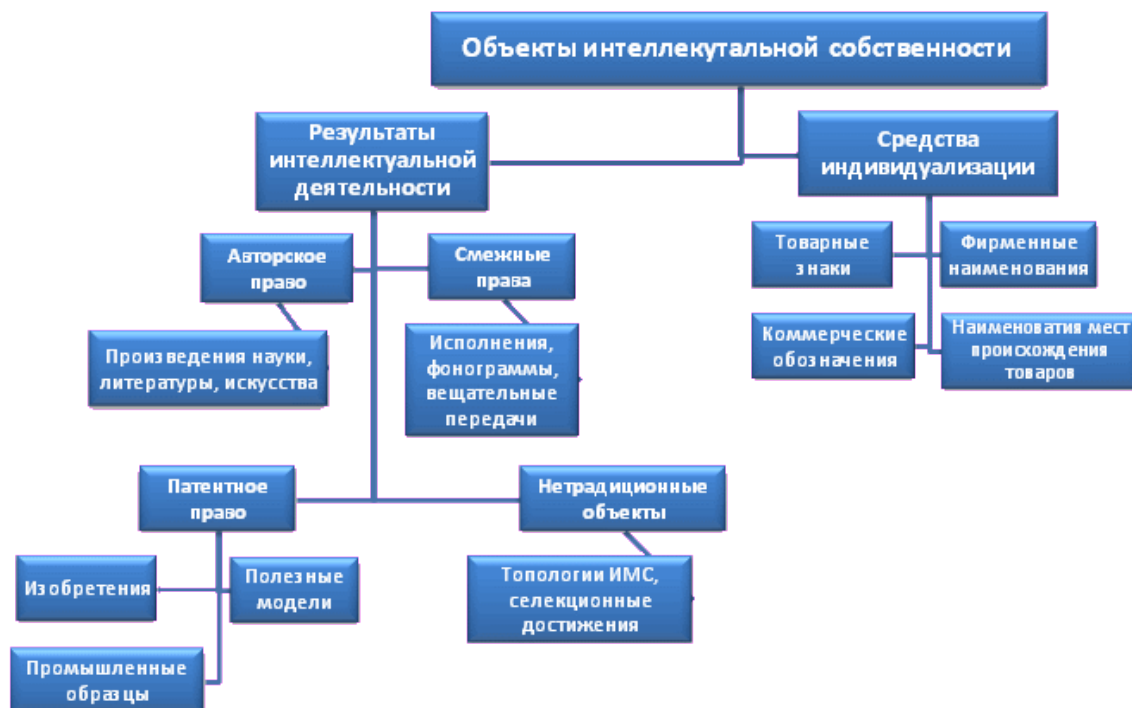 Объекты интеллекутальной собственности
Результаты
интеллектуальной
деятельности
Средства
индивидуализации
Авторское
право
Смежные
права
Товарные
знаки
Фирменные
наименования
Произведения науки,
литературы, искусства
Исполнения,
фонограммы,
вещательные
передачи
Коммерческие
обозначения
Наименоватия мест
происхождения
товаров
Патентное
право
Нетрадиционные
объекты
Изобретения
Полезные
модели
Топологии ИМС,
селекционные
достижения
Промышленные
образцы